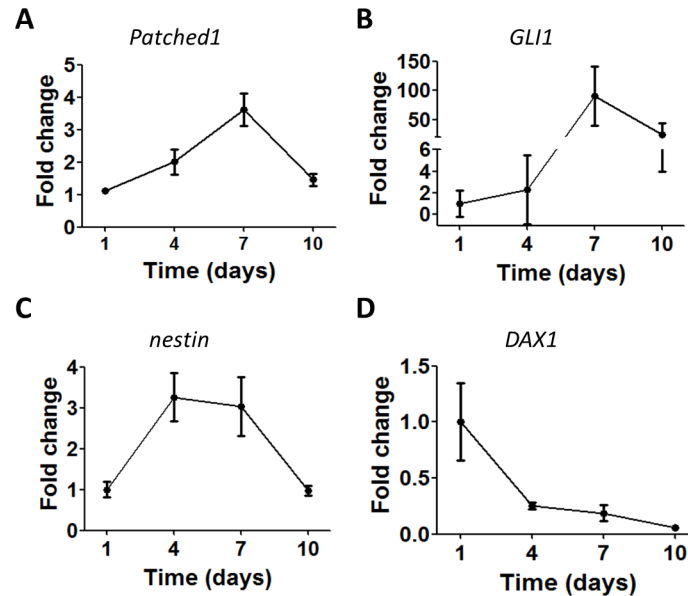 A
Patched1
Fold change
5
4
3
2
1
0
1 4 7 10
Time (days)
B
GLI1
Fold change
150
100
50
6
4
2
0
1 4 7 10
Time (days)
C
nestin
Fold change
4
3
2
1
0
1 4 7 10
Time (days)
D
DAX1
Fold change
1.5
1.0
0.5
0.0
1 4 7 10
Time (days)